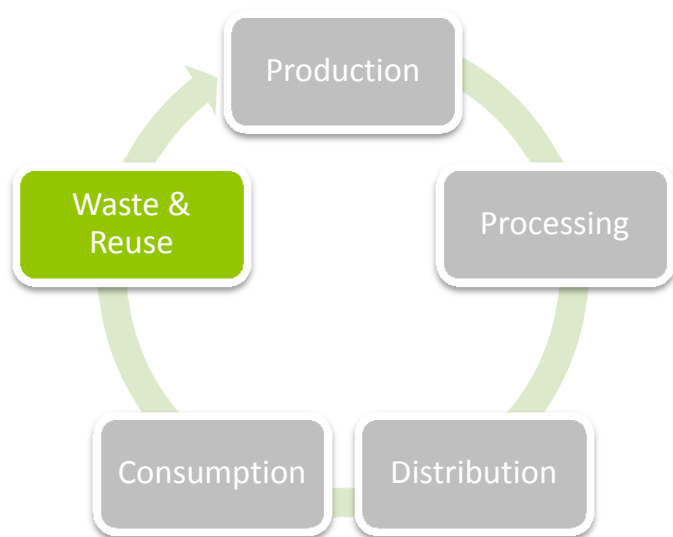 Production
Processing
Distribution
Consumption
Waste &
Reuse